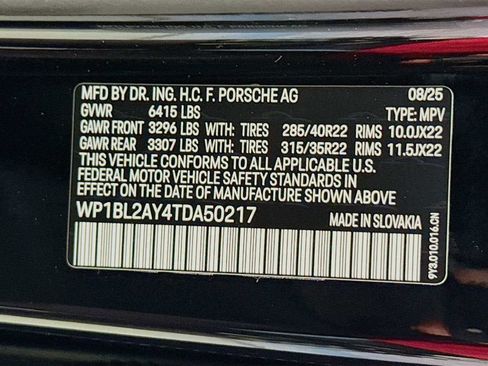 MFD BY DR. ING. H.C. F. PORSCHE AG 08/25
GVWR 6415 LBS TYPE: MPV
GAWR FRONT 3296 LBS WITH: TIRES 285/40R22 RIMS 10.0JX22
GAWR REAR 3307 LBS WITH: TIRES 315/35R22 RIMS 11.5JX22
THIS VEHICLE CONFORMS TO ALL APPLICABLE
FEDERAL MOTOR VEHICLE SAFETY STANDARDS IN
EFFECT ON THE DATE OF MANUFACTURE SHOWN ABOVE
WP1BL2AY4TDA50217 MADE IN SLOVAKIA
9Y3.010.016.CN